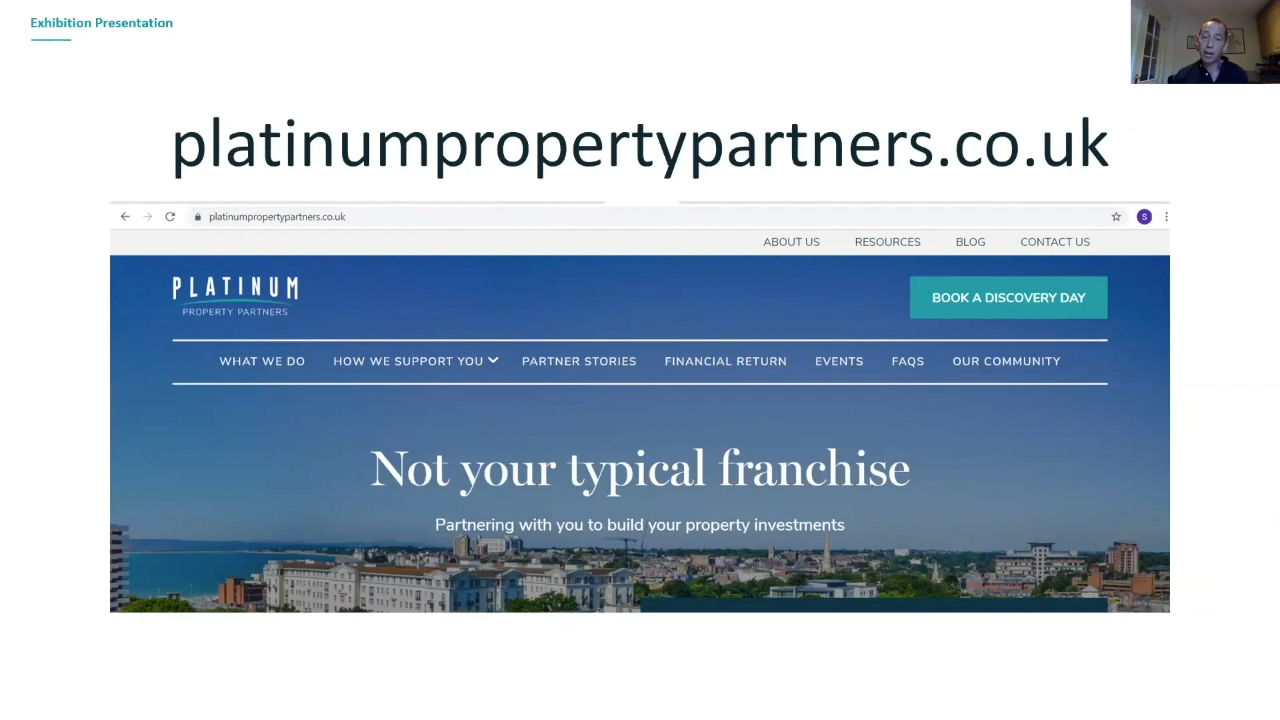 Exhibition Presentation
platinumpropertypartners.co.uk
platinumpropertypartners.co.uk
S
ABOUT US RESOURCES BLOG CONTACT US
PLATINUM
PROPERTY PARTNERS
BOOK A DISCOVERY DAY
WHAT WE DO HOW WE SUPPORT YOU PARTNER STORIES FINANCIAL RETURN EVENTS FAQS OUR COMMUNITY
Not your typical franchise
Partnering with you to build your property investments